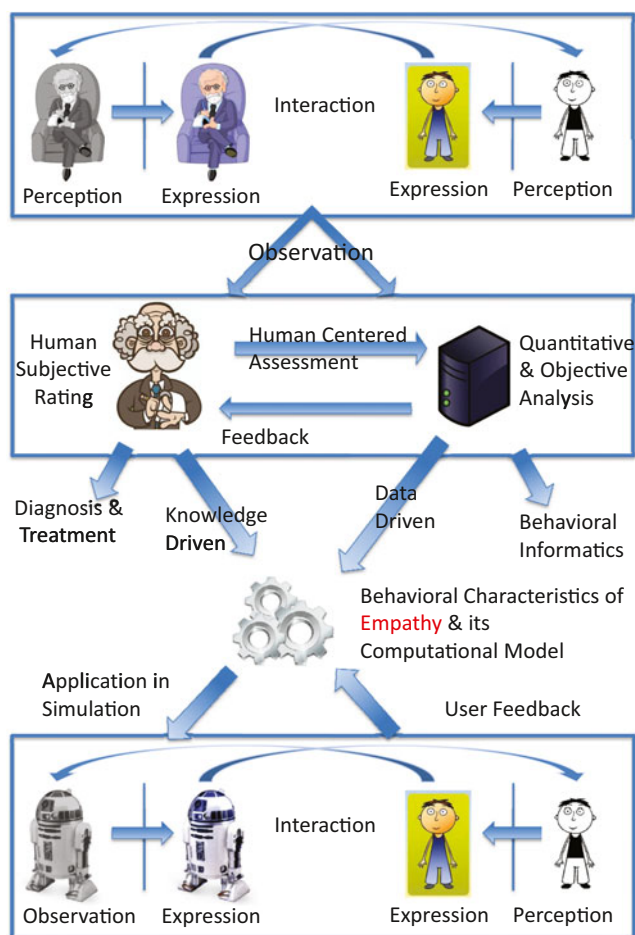 Interaction
Perception
Expression
Expression
Perception
Observation
Human
Subjective
Rating
Human Centered
Assessment
Quantitative
& Objective
Analysis
Feedback
Diagnosis &
Treatment
Knowledge
Driven
Data
Driven
Behavioral
Informatics
Behavioral Characteristics of
Empathy & its
Computational Model
Application in
Simulation
User Feedback
Interaction
Observation
Expression
Expression
Perception